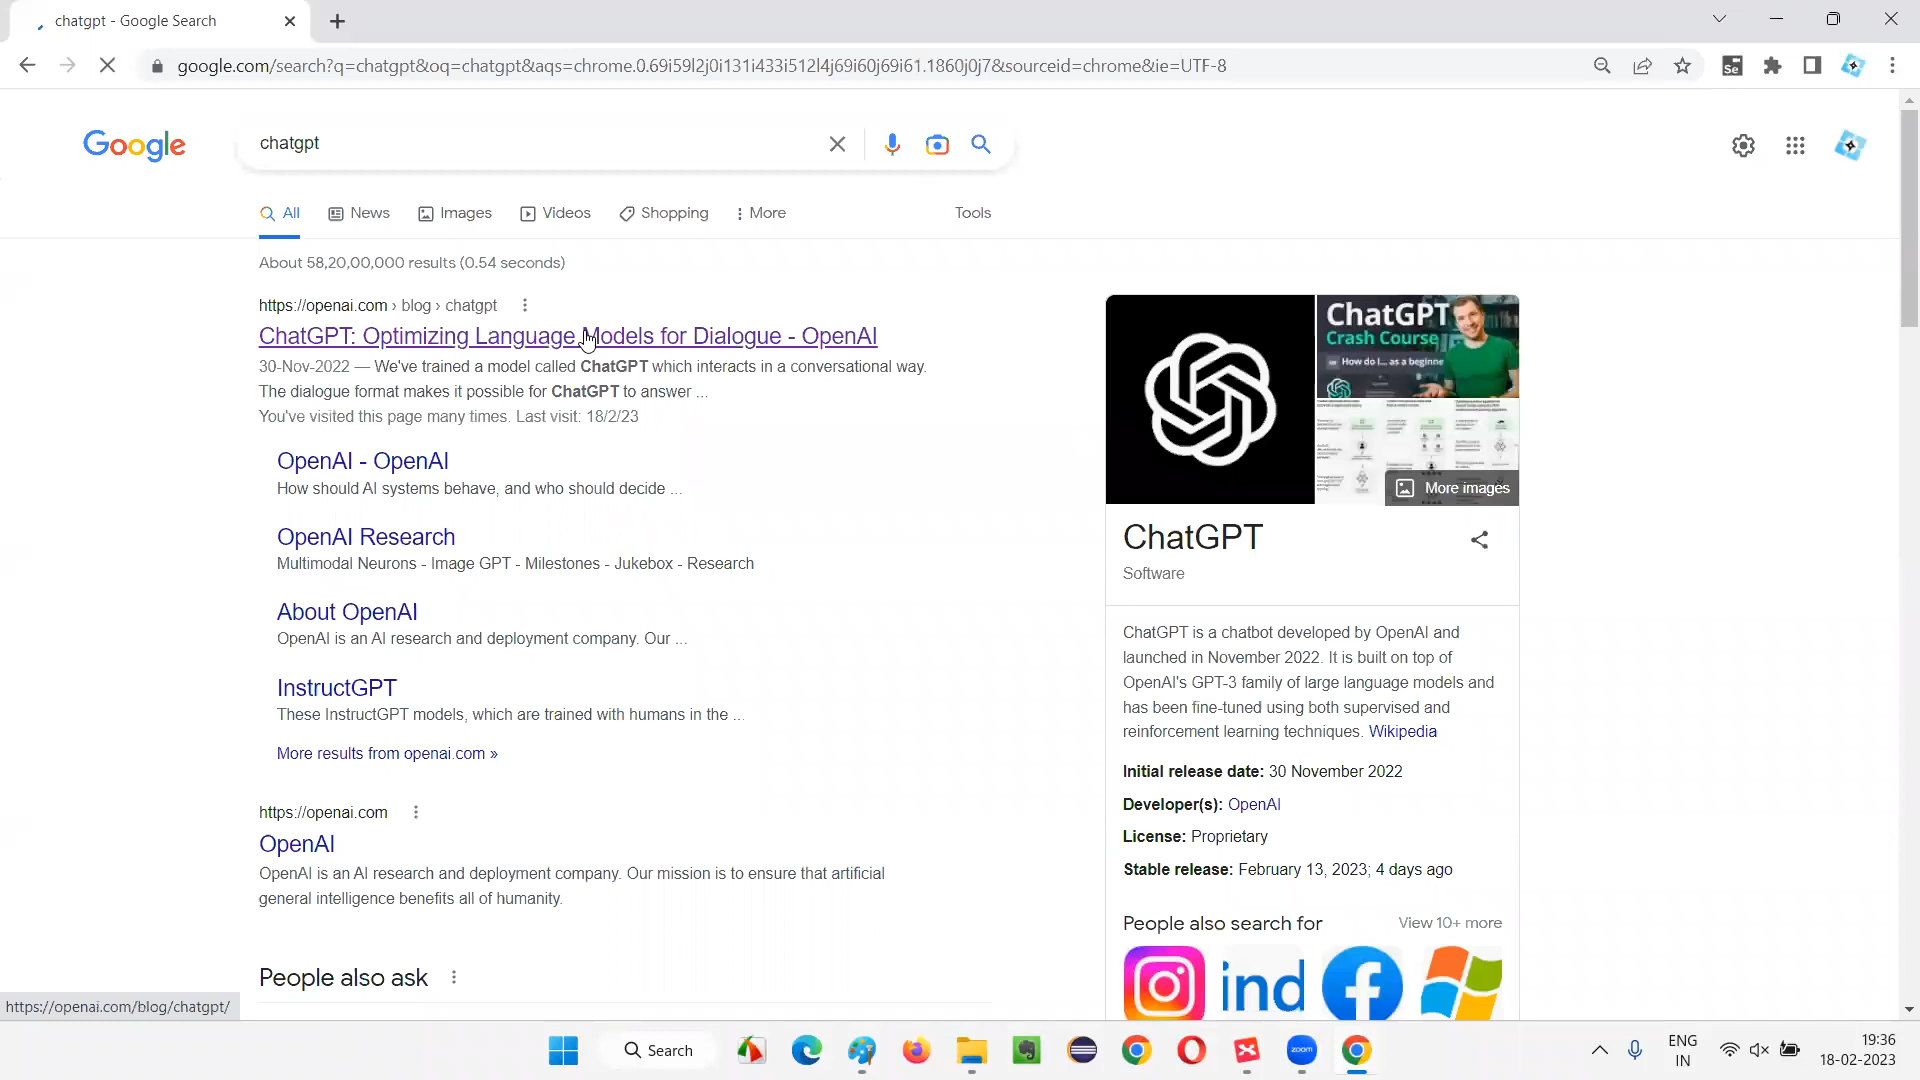 chatgpt - Google Search
google.com/search?q=chatgpt&oq=chatgpt&aqs=chrome.0.69i59l2j0i131i433i512l4j69i60j69i61.1860j0j7&sourceid=chrome&ie=UTF-8
Se
Google
chatgpt
All
News
Images
Videos
Shopping
More
Tools
About 58,20,00,000 results (0.54 seconds)
https://openai.com › blog › chatgpt
ChatGPT: Optimizing Language Models for Dialogue - OpenAI
30-Nov-2022 — We've trained a model called ChatGPT which interacts in a conversational way.
The dialogue format makes it possible for ChatGPT to answer ...
You've visited this page many times. Last visit: 18/2/23
OpenAI - OpenAI
How should AI systems behave, and who should decide ...
OpenAI Research
Multimodal Neurons - Image GPT - Milestones - Jukebox - Research
About OpenAI
OpenAI is an AI research and deployment company. Our ...
InstructGPT
These InstructGPT models, which are trained with humans in the ...
More results from openai.com »
https://openai.com
OpenAI
OpenAI is an AI research and deployment company. Our mission is to ensure that artificial
general intelligence benefits all of humanity.
People also ask
ChatGPT
Crash Course
How do I... as a beginne
More images
ChatGPT
Software
ChatGPT is a chatbot developed by OpenAI and
launched in November 2022. It is built on top of
OpenAI's GPT-3 family of large language models and
has been fine-tuned using both supervised and
reinforcement learning techniques. Wikipedia
Initial release date: 30 November 2022
Developer(s): OpenAI
License: Proprietary
Stable release: February 13, 2023; 4 days ago
People also search for
View 10+ more
ind
https://openai.com/blog/chatgpt/
Search
zoom
ENG
IN
19:36
18-02-2023